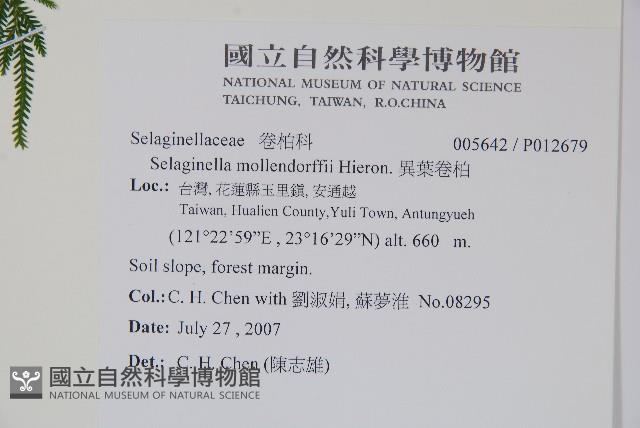 國立自然科學博物館
NATIONAL MUSEUM OF NATURAL SCIENCE
TAICHUNG, TAIWAN, R.O.CHINA
Selaginellaceae 卷柏科 005642 / P012679
Selaginella mollendorffii Hieron. 異葉卷柏
Loc.: 台灣, 花蓮縣玉里鎮, 安通越
Taiwan, Hualien County,Yuli Town, Antungyueh
(121°22’59”E , 23°16’29”N) alt. 660 m.
Soil slope, forest margin.
Col.: C. H. Chen with 劉淑娟, 蘇夢淮 No.08295
Date: July 27 , 2007
Det.: C. H. Chen (陳志雄)
國立自然科學博物館
NATIONAL MUSEUM OF NATURAL SCIENCE